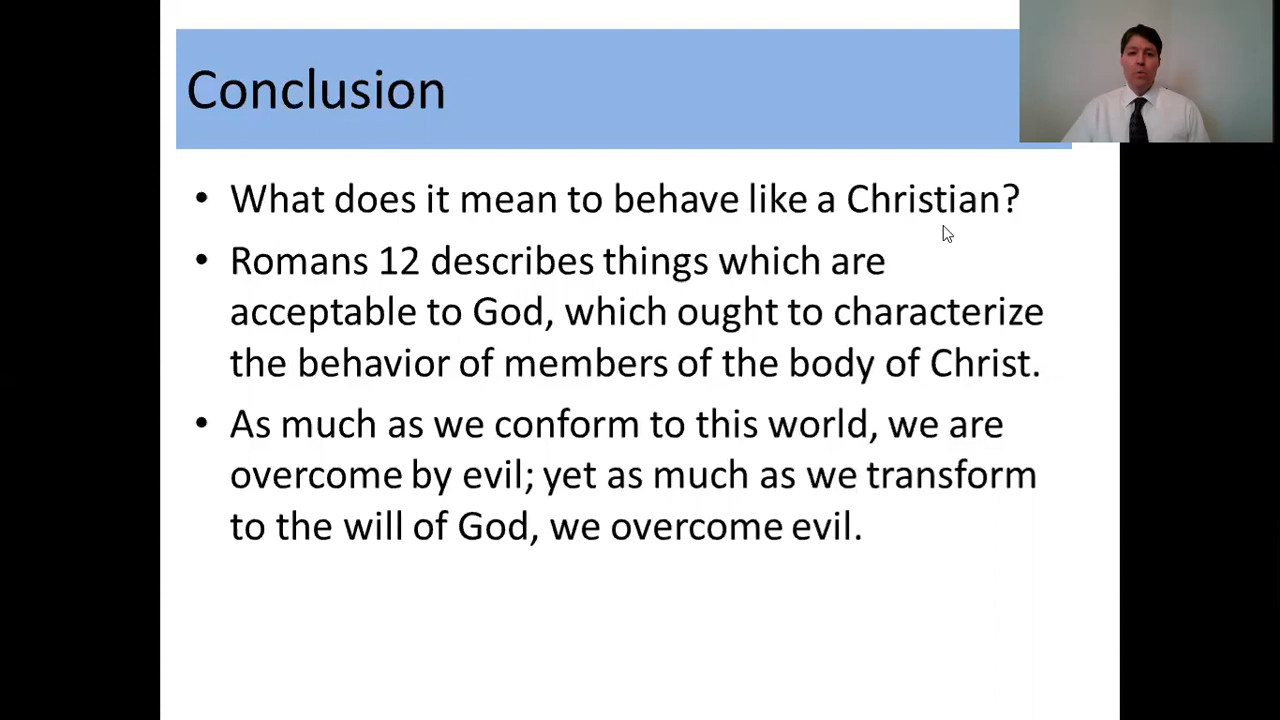 Conclusion
• What does it mean to behave like a Christian?
• Romans 12 describes things which are
acceptable to God, which ought to characterize
the behavior of members of the body of Christ.
• As much as we conform to this world, we are
overcome by evil; yet as much as we transform
to the will of God, we overcome evil.